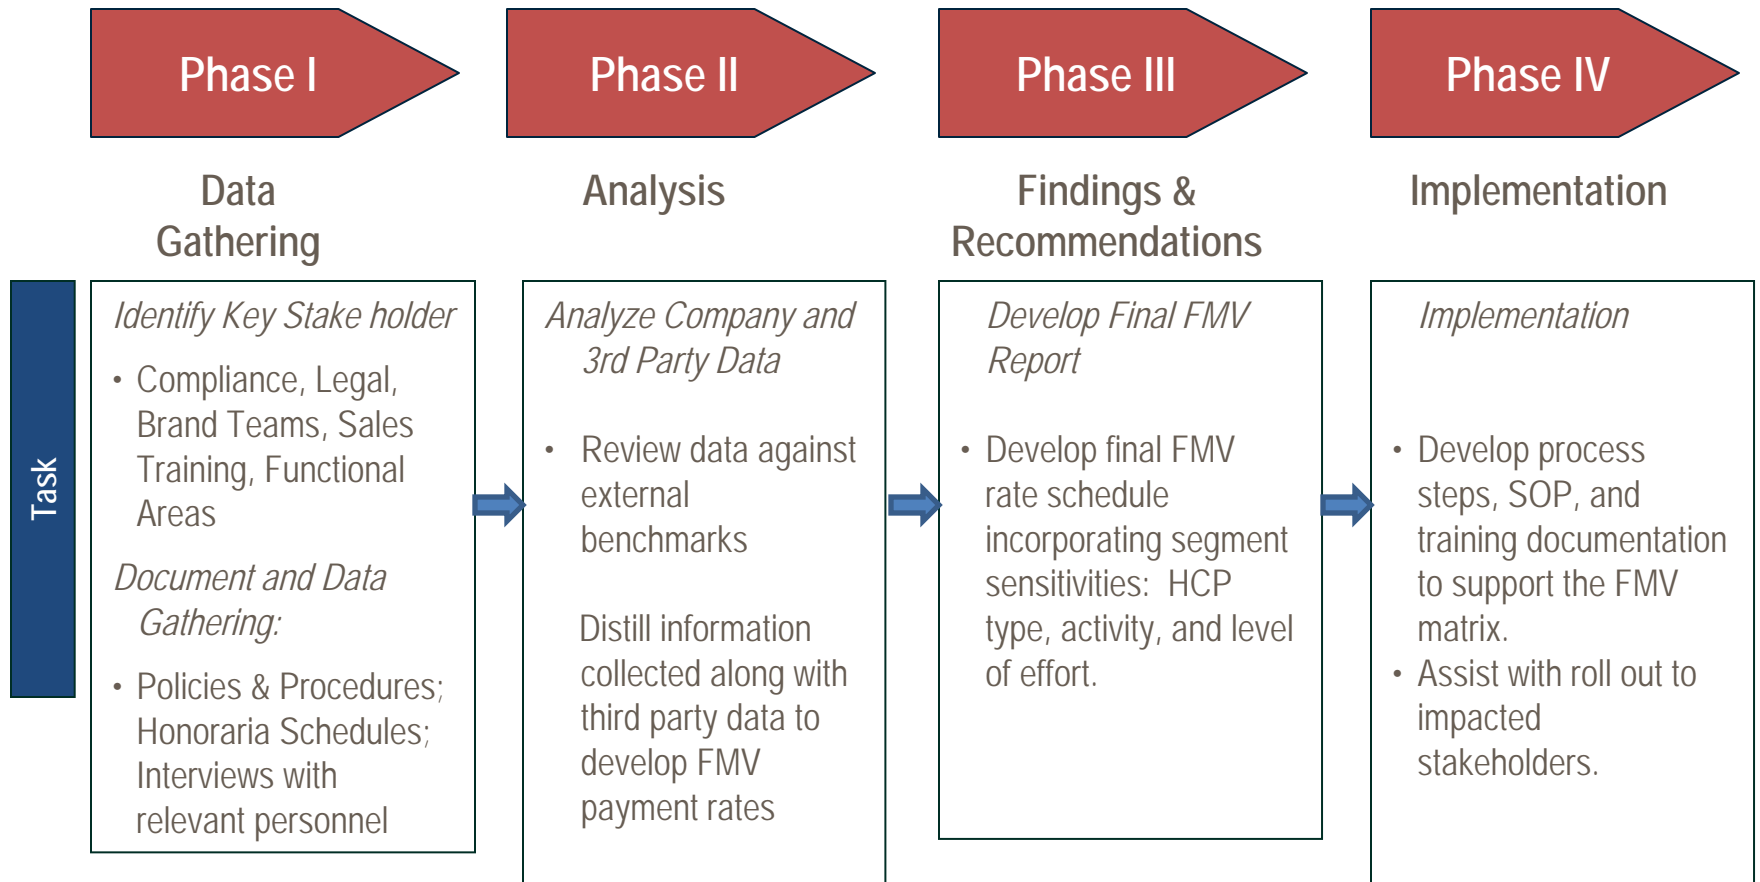 Phase I
Phase II
Phase III
Phase IV
Data
Gathering
Analysis
Findings &
Recommendations
Implementation
Task
Identify Key Stake holder
• Compliance, Legal,
Brand Teams, Sales
Training, Functional
Areas
Document and Data
Gathering:
• Policies & Procedures;
Honoraria Schedules;
Interviews with
relevant personnel
Analyze Company and
3rd Party Data
• Review data against
external
benchmarks
Distill information
collected along with
third party data to
develop FMV
payment rates
Develop Final FMV
Report
• Develop final FMV
rate schedule
incorporating segment
sensitivities: HCP
type, activity, and level
of effort.
Implementation
• Develop process
steps, SOP, and
training documentation
to support the FMV
matrix.
• Assist with roll out to
impacted
stakeholders.